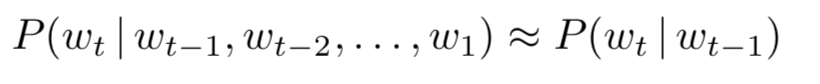 P(w_t | w_{t−1}, w_{t−2}, . . . , w_1) ≈ P(w_t | w_{t−1})